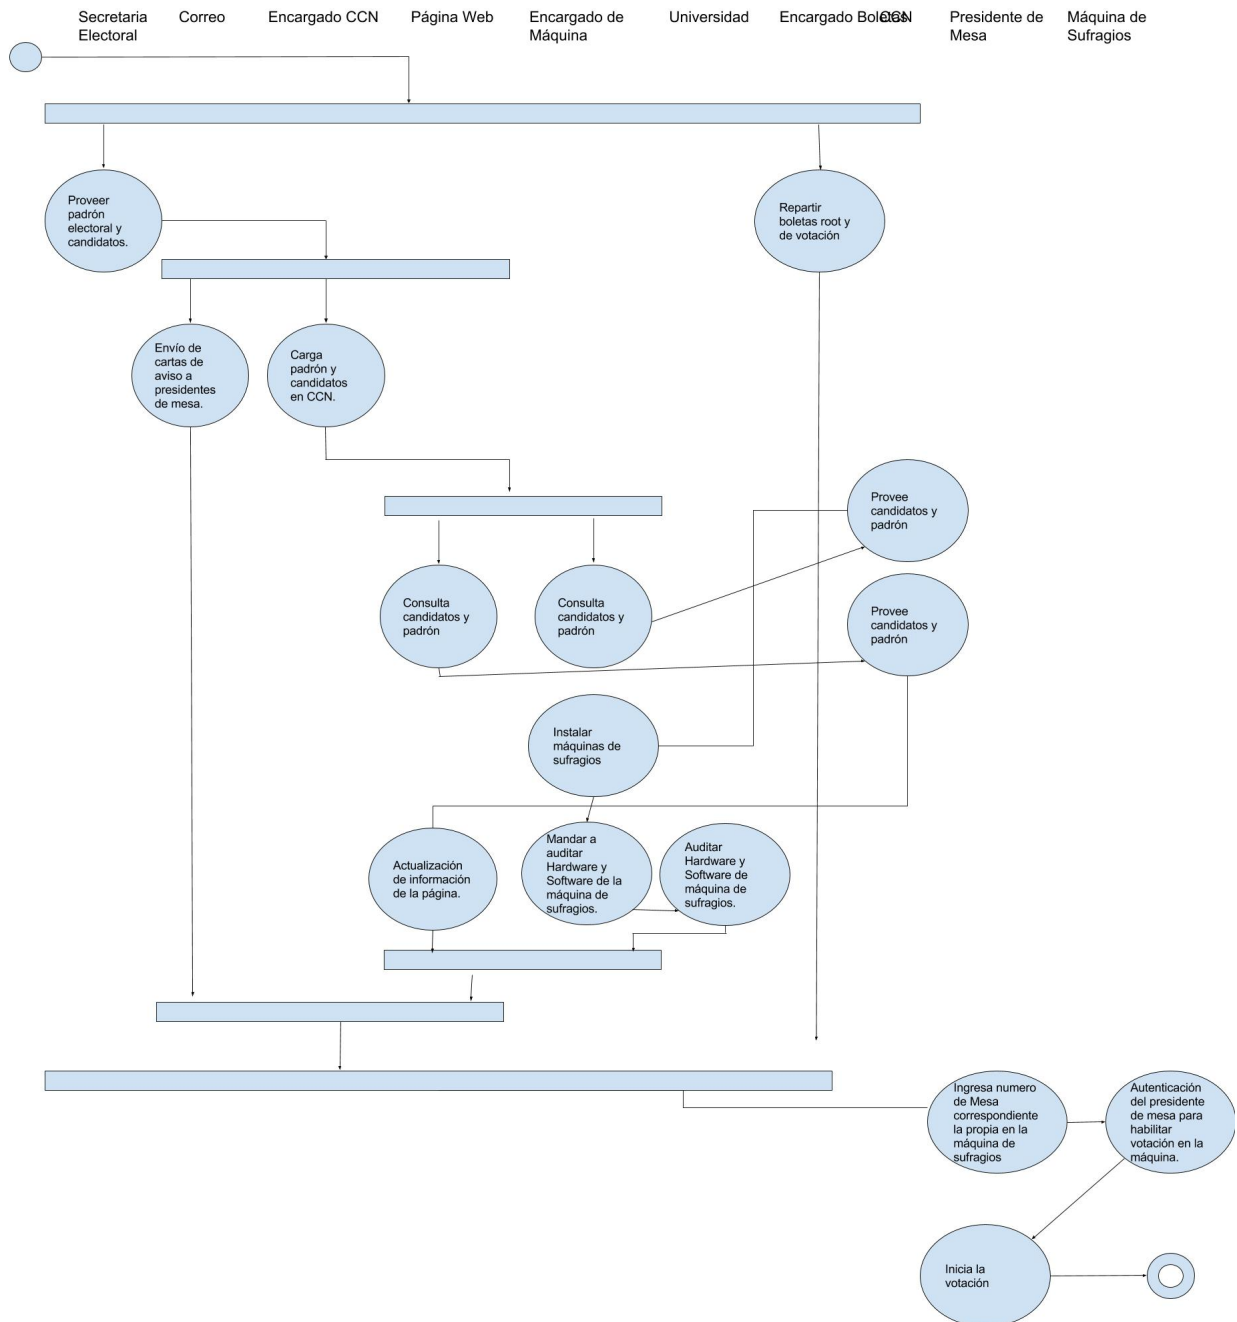 Secretaria
Electoral
Correo
Encargado CCN
Página Web
Encargado de
Máquina
Universidad
Encargado Boletas
CCN
Presidente de
Mesa
Máquina de
Sufragios
Proveer
padrón
electoral y
candidatos.
Repartir
boletas root y
de votación
Envío de
cartas de
aviso a
presidentes
de mesa.
Carga
padrón y
candidatos
en CCN.
Provee
candidatos y
padrón
Consulta
candidatos y
padrón
Consulta
candidatos y
padrón
Provee
candidatos y
padrón
Instalar
máquinas de
sufragios
Actualización
de información
de la página.
Mandar a
auditar
Hardware y
Software de la
máquina de
sufragios.
Auditar
Hardware y
Software de
máquina de
sufragios.
Ingresa numero
de Mesa
correspondiente
la propia en la
máquina de
sufragios
Autenticación
del presidente
de mesa para
habilitar
votación en la
máquina.
Inicia la
votación